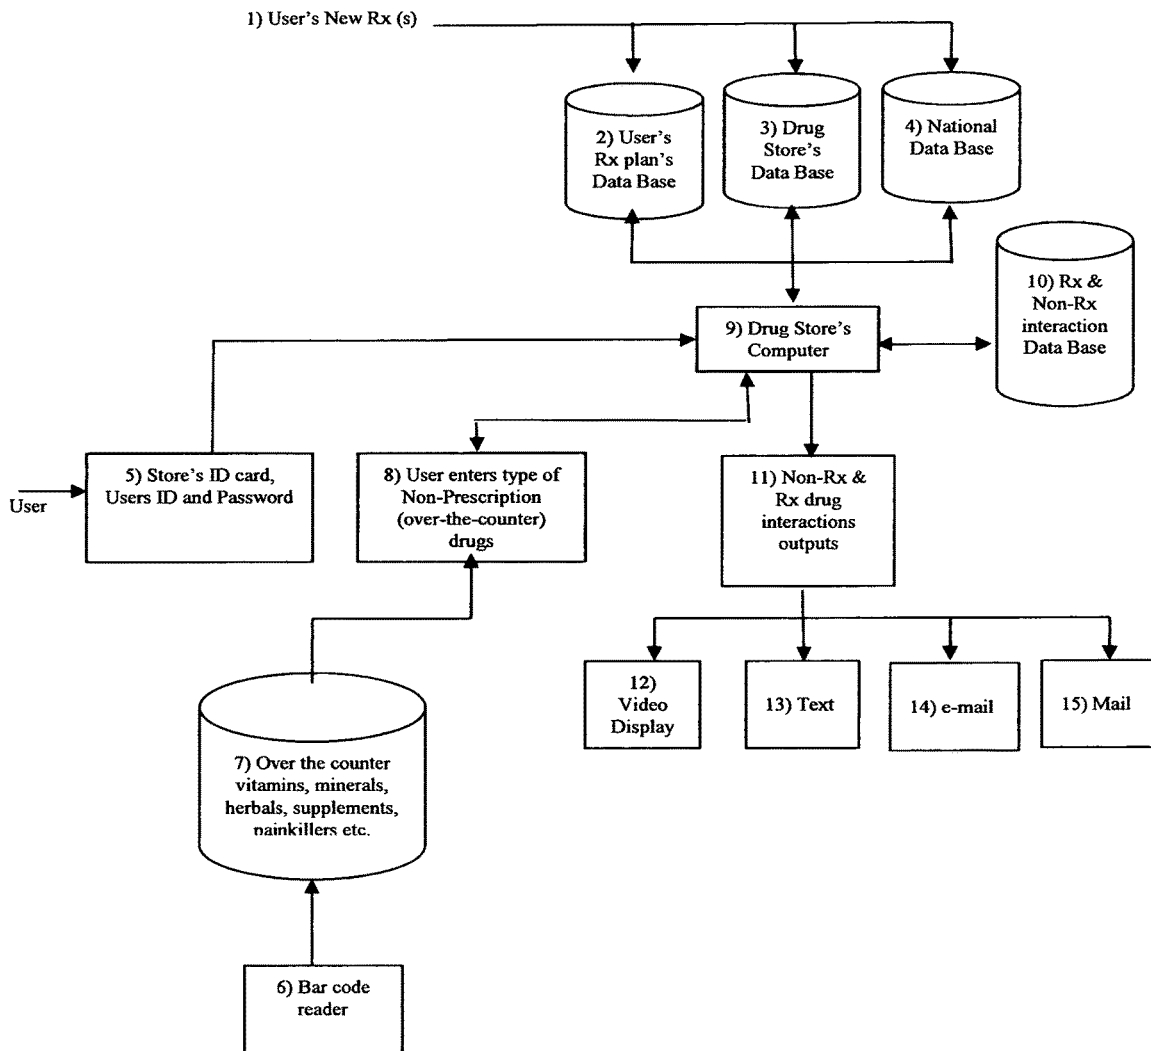 1) User's New Rx (s)
2) User's
Rx plan's
Data Base
3) Drug
Store's
Data Base
4) National
Data Base
10) Rx &
Non-Rx
interaction
Data Base
9) Drug Store's
Computer
User
5) Store's ID card,
Users ID and Password
8) User enters type of
Non-Prescription
(over-the-counter)
drugs
11) Non-Rx &
Rx drug
interactions
outputs
12)
Video
Display
13) Text
14) e-mail
15) Mail
7) Over the counter
vitamins, minerals,
herbals, supplements,
painkillers etc.
6) Bar code
reader